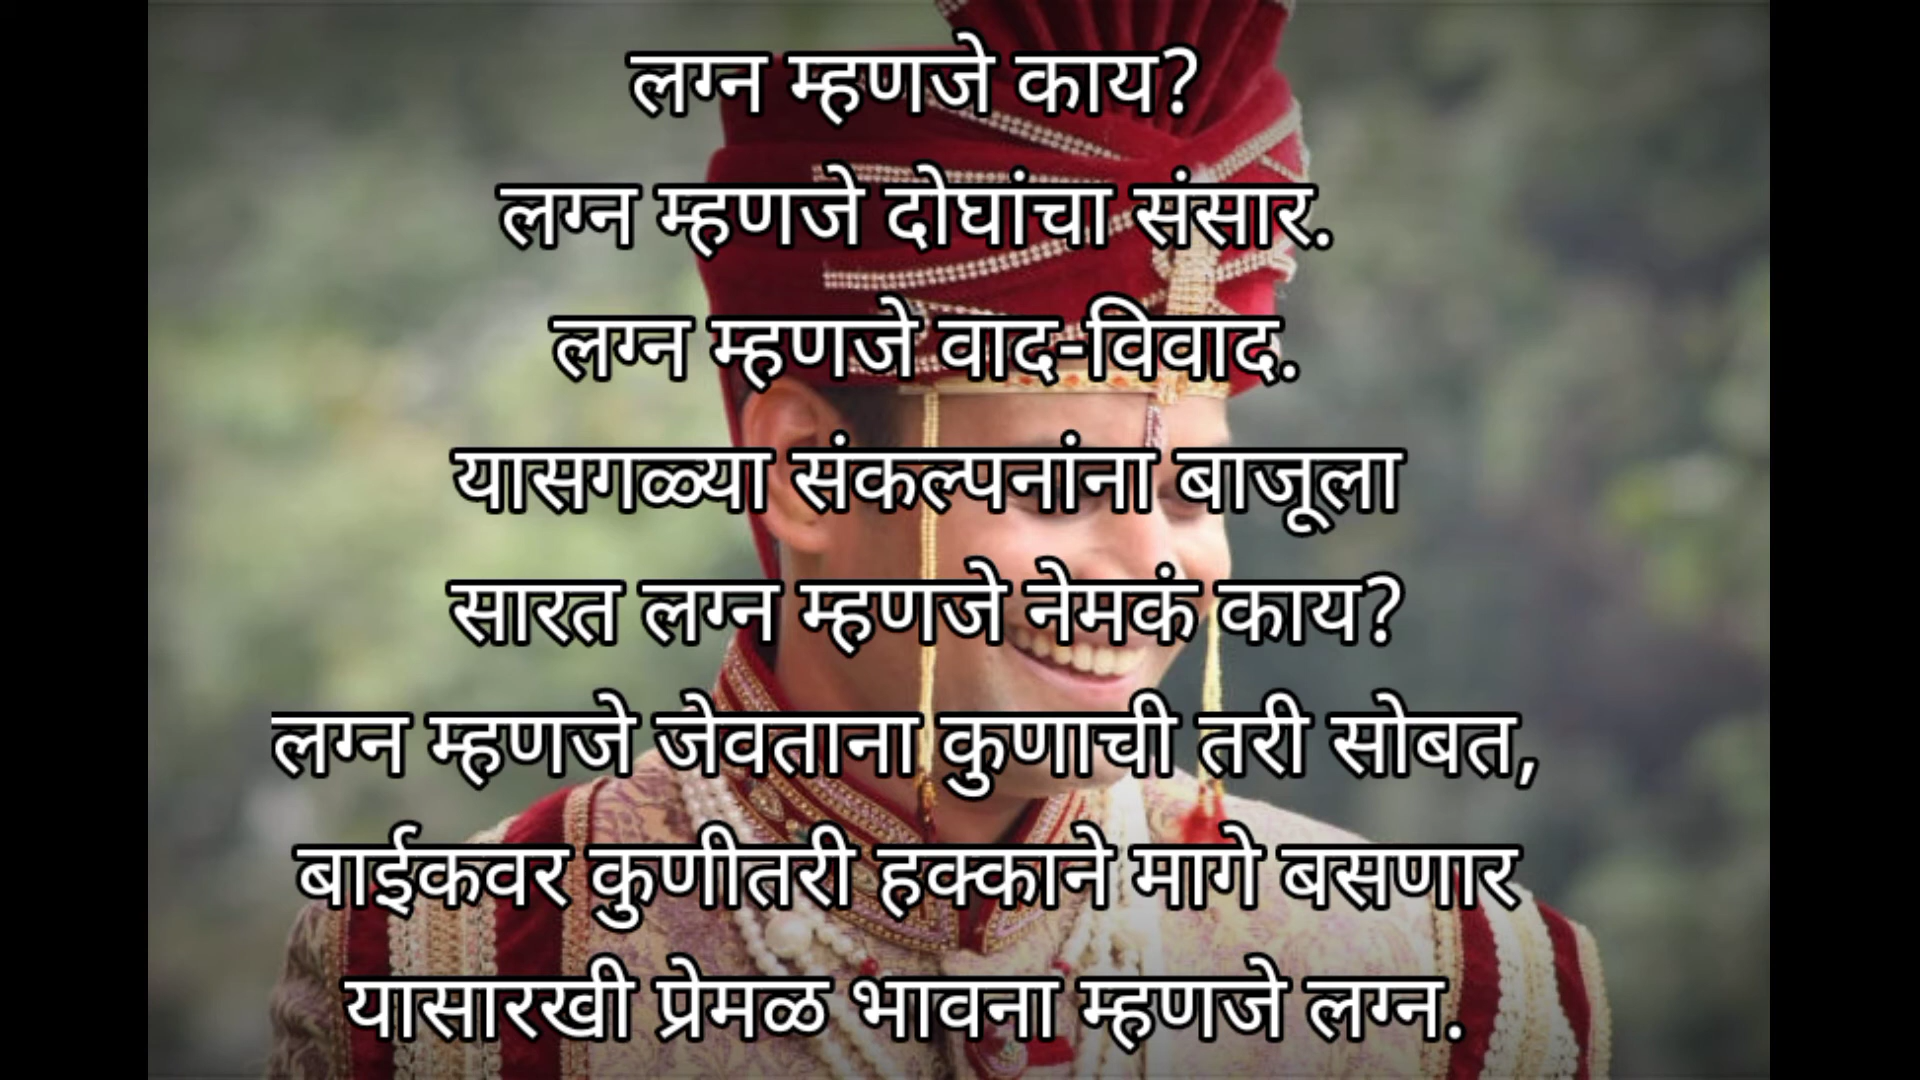 लग्न म्हणजे काय?
लग्न म्हणजे दोघांचा संसार.
लग्न म्हणजे वाद-विवाद.
यासगळ्या संकल्पनांना बाजूला
सारत लग्न म्हणजे नेमकं काय?
लग्न म्हणजे जेवताना कुणाची तरी सोबत,
बाईकवर कुणीतरी हक्काने मागे बसणार
यासारखी प्रेमळ भावना म्हणजे लग्न.